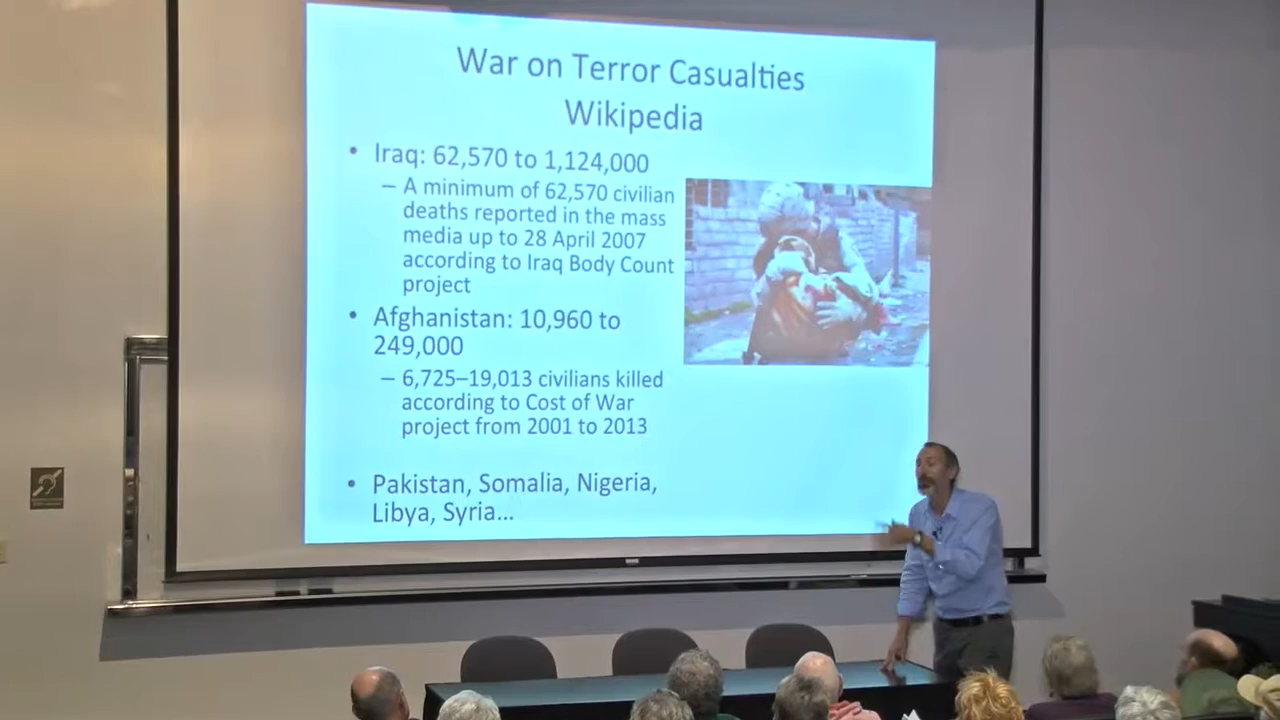 War on Terror Casualties
Wikipedia
• Iraq: 62,570 to 1,124,000
– A minimum of 62,570 civilian
deaths reported in the mass
media up to 28 April 2007
according to Iraq Body Count
project
• Afghanistan: 10,960 to
249,000
– 6,725–19,013 civilians killed
according to Cost of War
project from 2001 to 2013
• Pakistan, Somalia, Nigeria,
Libya, Syria...